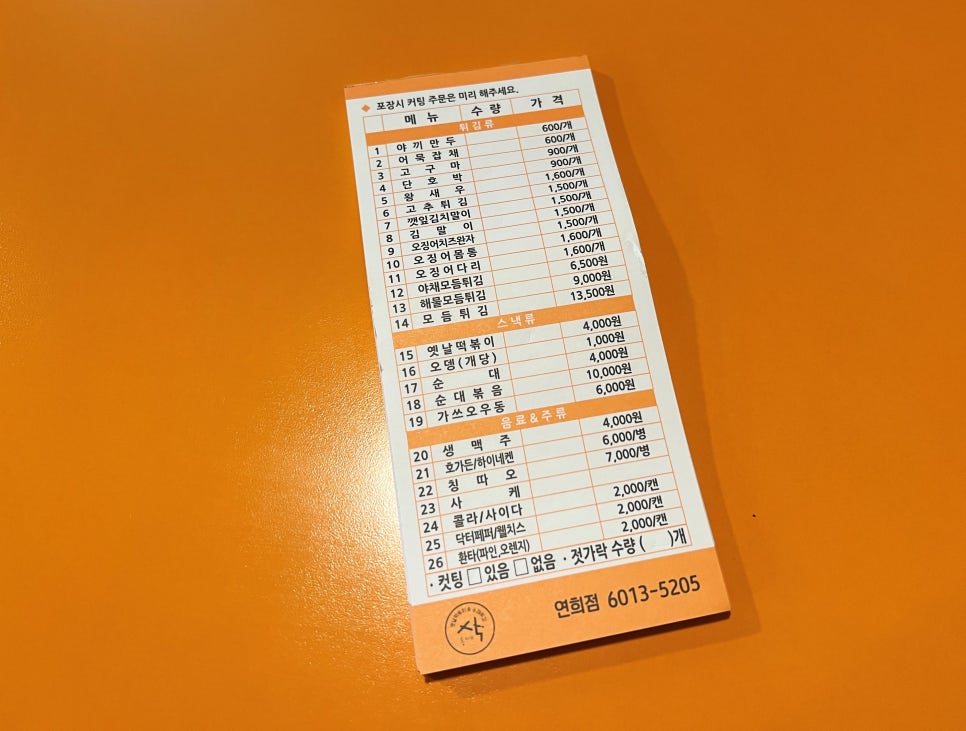 ◆ 포장시 커팅 주문은 미리 해주세요.
메뉴 수량 가격
튀김류
1 야끼만두 600/개
2 어묵잡채 600/개
3 고구마 900/개
4 단호박 900/개
5 왕새우 1,600/개
6 고추튀김 1,500/개
7 깻잎김치말이 1,500/개
8 김말이 1,500/개
9 오징어치즈완자 1,500/개
10 오징어몸통 1,600/개
11 오징어다리 1,600/개
12 야채모듬튀김 6,500원
13 해물모듬튀김 9,000원
14 모듬튀김 13,500원
스낵류
15 옛날떡볶이 4,000원
16 오뎅(개당) 1,000원
17 순대 4,000원
18 순대볶음 10,000원
19 가쓰오우동 6,000원
음료&주류
20 생맥주 4,000원
21 호가든/하이네켄 6,000/병
22 칭따오 7,000/병
23 사케
24 콜라/사이다 2,000/캔
25 닥터페퍼/웰치스 2,000/캔
26 환타(파인,오렌지) 2,000/캔
· 컷팅 □ 있음 □ 없음 · 젓가락 수량 ( )개
삭
연희점 6013-5205